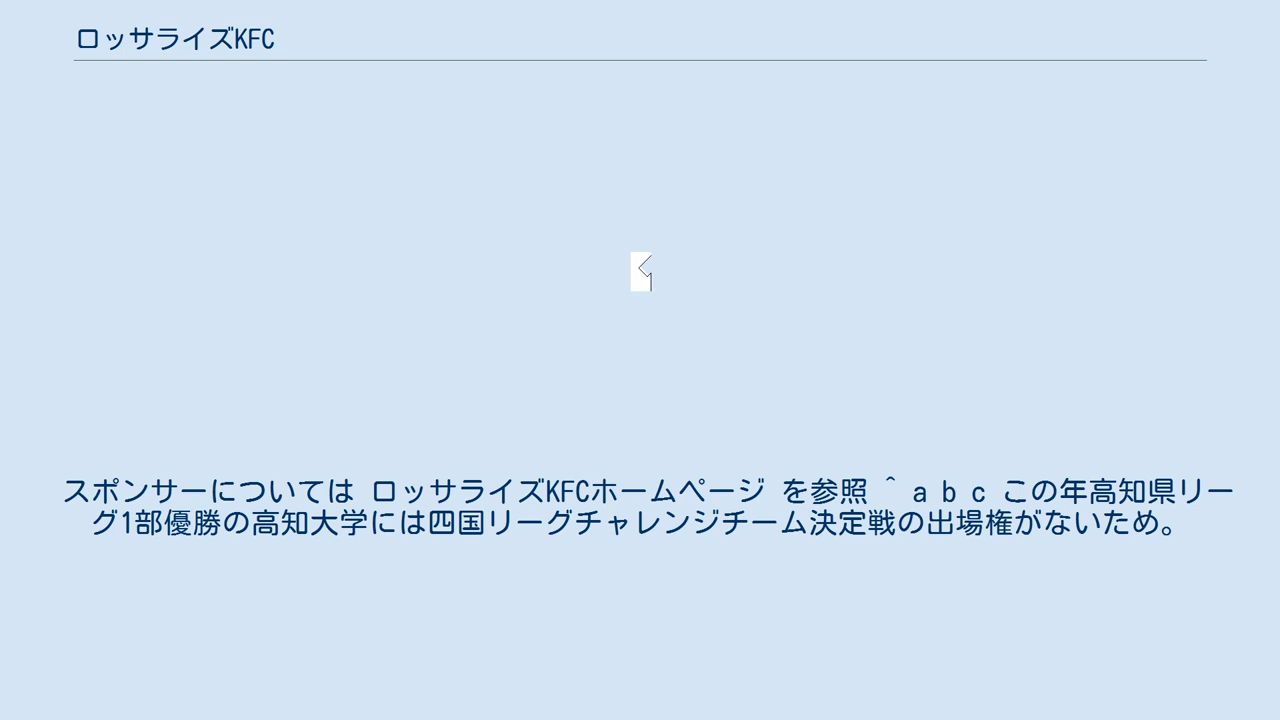 ロッサライズKFC
スポンサーについては ロッサライズKFCホームページ を参照 ^ a b c この年高知県リー
グ1部優勝の高知大学には四国リーグチャレンジチーム決定戦の出場権がないため。